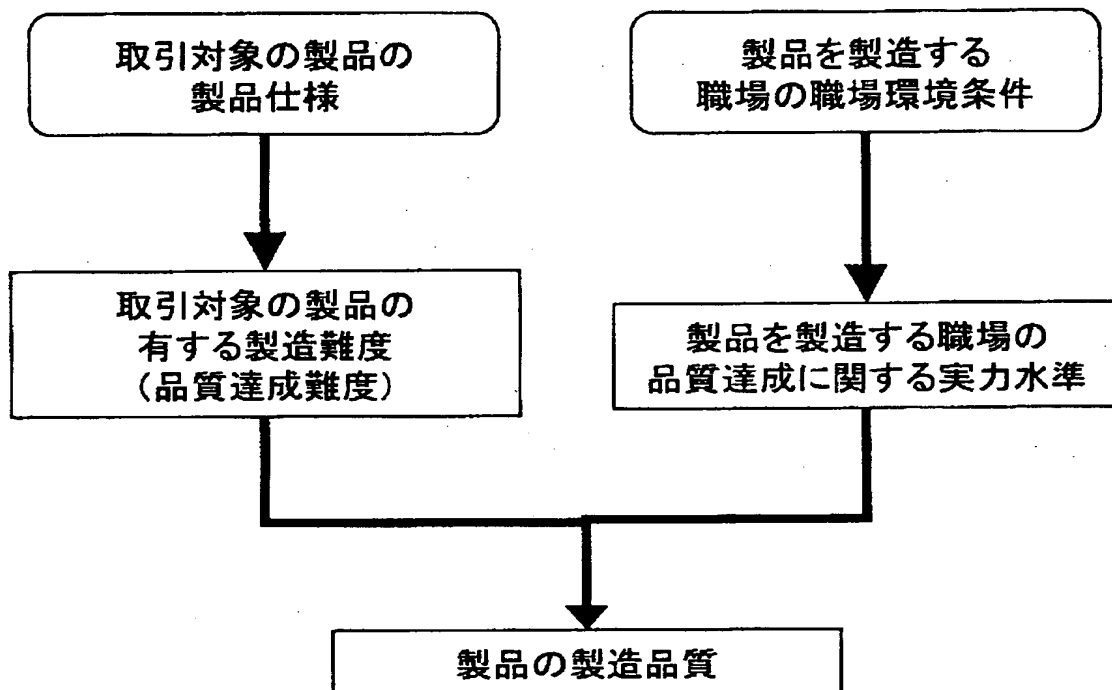 取引対象の製品の
製品仕様
製品を製造する
職場の職場環境条件
取引対象の製品の
有する製造難度
（品質達成難度）
製品を製造する職場の
品質達成に関する実力水準
製品の製造品質